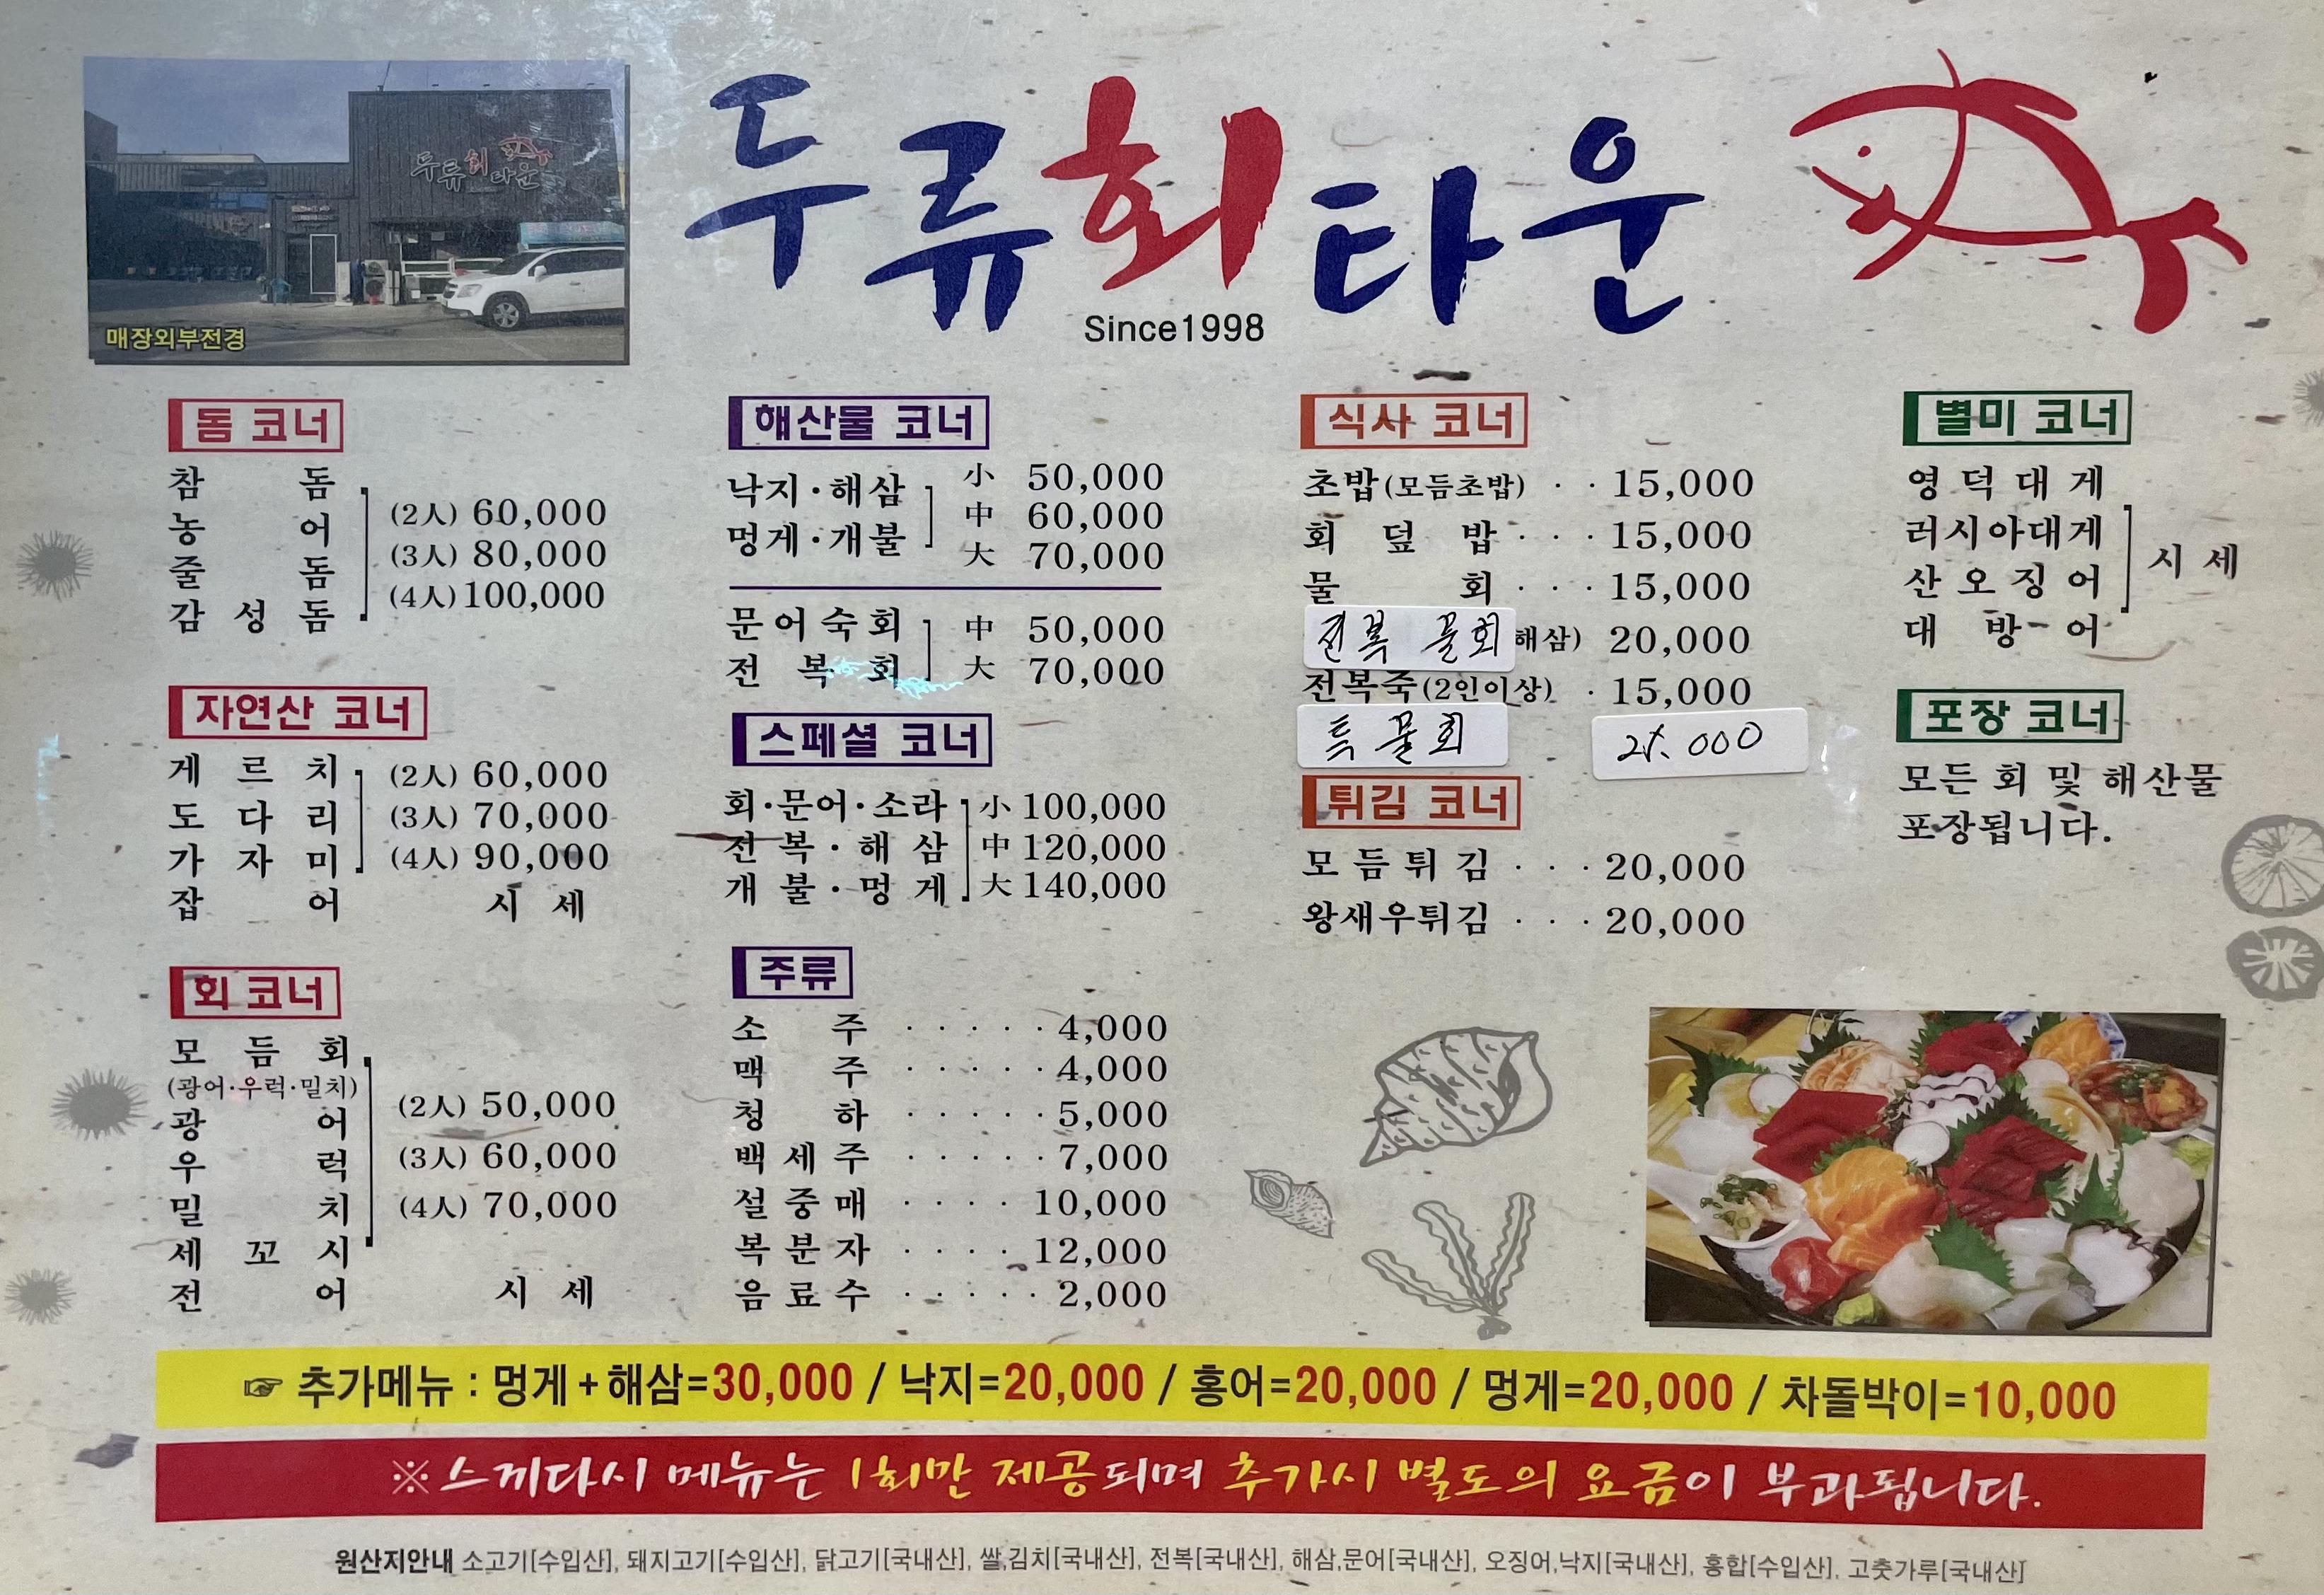 두류회타운
Since1998
두류회타운
매장외부전경
돔 코너
참돔
농어
줄돔
감성돔
(2人) 60,000
(3人) 80,000
(4人) 100,000
자연산 코너
게르치
도다리
가자미
(2人) 60,000
(3人) 70,000
(4人) 90,000
잡어 시세
회 코너
모듬회
(광어·우럭·밀치)
광어
우럭
밀치
세꼬시
(2人) 50,000
(3人) 60,000
(4人) 70,000
전어 시세
해산물 코너
낙지·해삼
멍게·개불
小 50,000
中 60,000
大 70,000
문어숙회
전복회
中 50,000
大 70,000
스페셜 코너
회·문어·소라
전복·해삼
개불·멍게
小 100,000
中 120,000
大 140,000
주류
소주 ····· 4,000
맥주 ····· 4,000
청하 ····· 5,000
백세주 ····· 7,000
설중매 ···· 10,000
복분자 ···· 12,000
음료수 ····· 2,000
식사 코너
초밥(모듬초밥) ·· 15,000
회덮밥 ··· 15,000
물회 ··· 15,000
전복 물회 해삼) 20,000
전복죽(2인이상) · 15,000
특물회 .000
튀김 코너
모듬튀김 ··· 20,000
왕새우튀김 ··· 20,000
별미 코너
영덕대게
러시아대게
산오징어
대방어
시세
포장 코너
모든 회 및 해산물
포장됩니다.
☞ 추가메뉴 : 멍게+해삼=30,000 / 낙지=20,000 / 홍어=20,000 / 멍게=20,000 / 차돌박이=10,000
※스끼다시 메뉴는 1회만 제공되며 추가시 별도의 요금이 부과됩니다.
원산지안내 소고기[수입산], 돼지고기[수입산], 닭고기[국내산], 쌀,김치[국내산], 전복[국내산], 해삼,문어[국내산], 오징어,낙지[국내산], 홍합[수입산], 고춧가루[국내산]